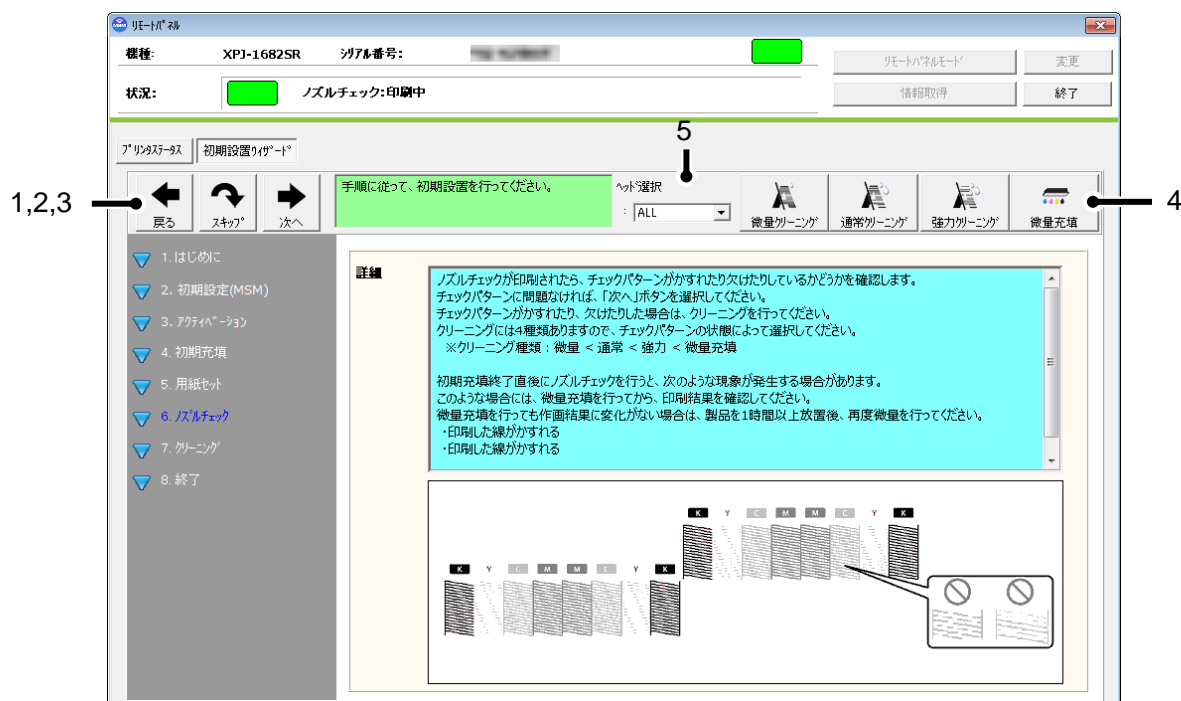 リモートパネル
機種: XPJ-1682SR シリアル番号:
リモートパネルモード 変更
状況: ノズルチェック:印刷中
情報取得 終了
プリンタステータス 初期設置ウィザード
5
1,2,3
戻る スキップ 次へ
手順に従って、初期設置を行ってください。
ヘッド選択
: ALL
微量クリーニング 通常クリーニング 強力クリーニング 微量充填
4
1. はじめに
2. 初期設定(MSM)
3. アクティベーション
4. 初期充填
5. 用紙セット
6. ノズルチェック
7. クリーニング
8. 終了
詳細
ノズルチェックが印刷されたら、チェックパターンがかすれたり欠けたりしているかどうかを確認します。
チェックパターンに問題なければ、「次へ」ボタンを選択してください。
チェックパターンがかすれたり、欠けたりした場合は、クリーニングを行ってください。
クリーニングには4種類ありますので、チェックパターンの状態によって選択してください。
※クリーニング種類:微量 < 通常 < 強力 < 微量充填
初期充填終了直後にノズルチェックを行うと、次のような現象が発生する場合があります。
このような場合には、微量充填を行ってから、印刷結果を確認してください。
微量充填を行っても作画結果に変化がない場合は、製品を1時間以上放置後、再度微量を行ってください。
・印刷した線がかすれる
・印刷した線がかすれる
K Y C M M C Y K
K Y C M M C Y K